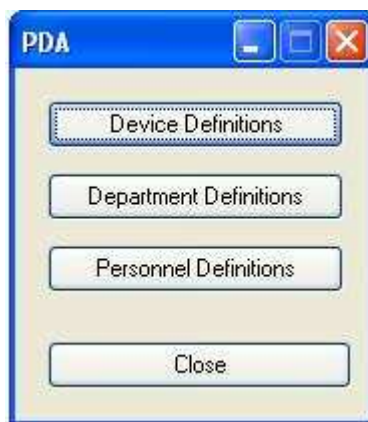 PDA
Device Definitions
Department Definitions
Personnel Definitions
Close